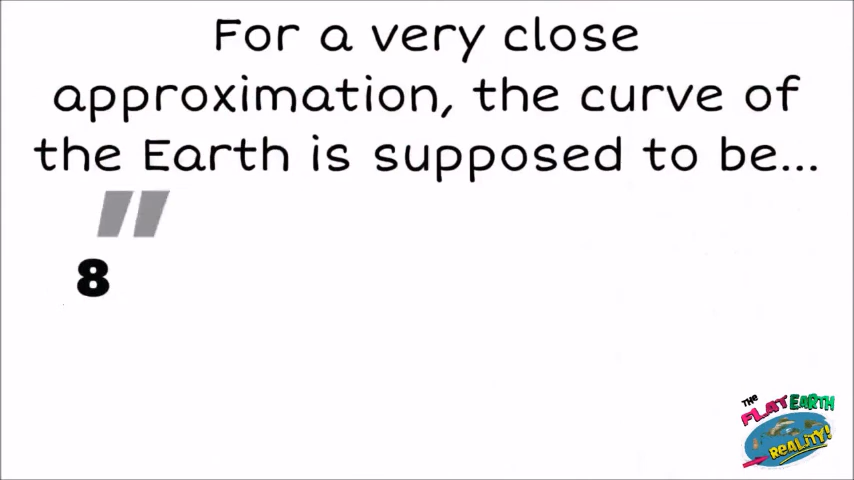 For a very close
approximation, the curve of
the Earth is supposed to be...
"
8
THE
FLAT EARTH
REALITY!